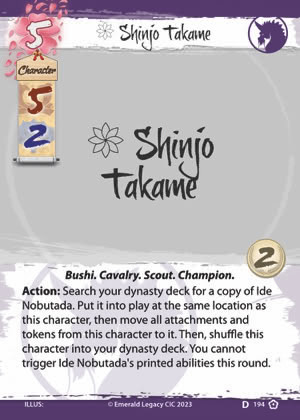 5
Shinjo Takame
Character
5
2
Shinjo
Takame
2
Bushi. Cavalry. Scout. Champion.
Action: Search your dynasty deck for a copy of Ide
Nobutada. Put it into play at the same location as
this character, then move all attachments and
tokens from this character to it. Then, shuffle this
character into your dynasty deck. You cannot
trigger Ide Nobutada's printed abilities this round.
ILLUS: © Emerald Legacy CIC 2023 D 194